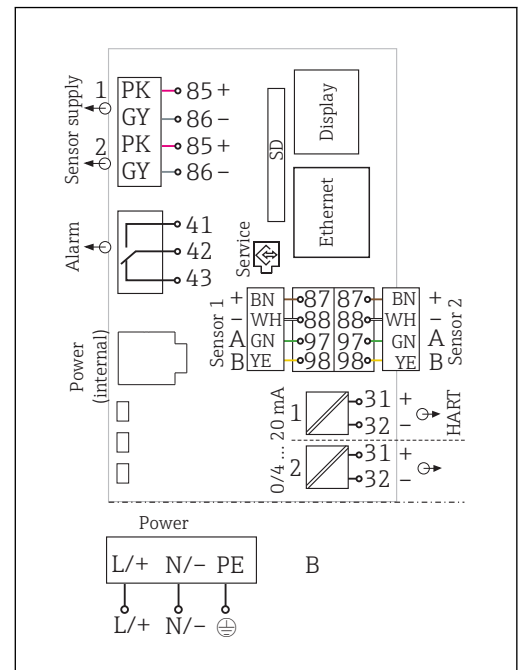 Sensor supply
1 PK 85 +
GY 86 −
2 PK 85 +
GY 86 −
SD
Display
Ethernet
Alarm
41
42
43
Service
Power
(internal)
Sensor 1
+ BN 87 87 BN +
− WH 88 88 WH −
A GN 97 97 GN A
B YE 98 98 YE B
Sensor 2
0/4 ... 20 mA
1 31 +
32 −
HART
2 31 +
32 −
Power
L/+ N/− PE
B
L/+ N/−